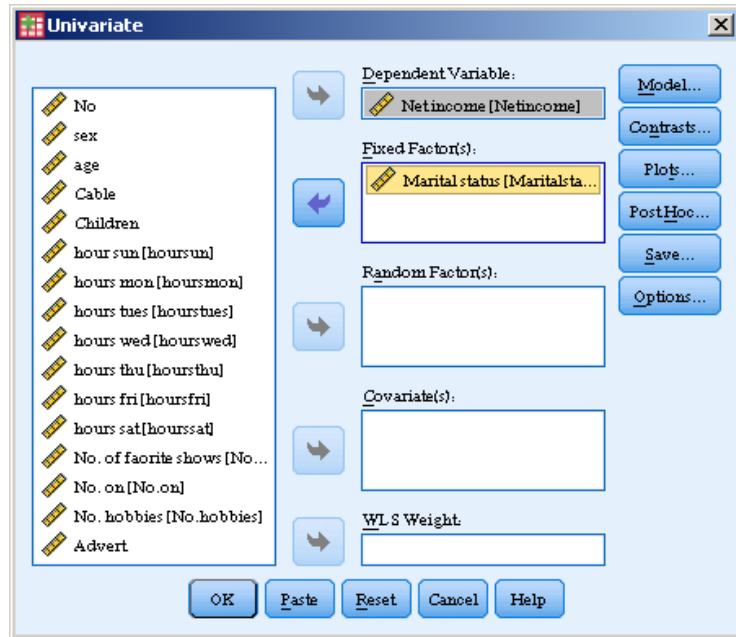 Univariate
No
sex
age
Cable
Children
hour sun [hoursun]
hours mon [hoursmon]
hours tues [hourstues]
hours wed [hourswed]
hours thu [hoursthu]
hours fri [hoursfri]
hours sat[hourssat]
No. of faorite shows [No...
No. on [No.on]
No. hobbies [No.hobbies]
Advert
Dependent Variable:
Net income [Netincome]
Fixed Factor(s):
Marital status [Maritalsta...
Random Factor(s):
Covariate(s):
WLS Weight:
Model...
Contrasts...
Plots...
Post Hoc...
Save...
Options...
OK
Paste
Reset
Cancel
Help